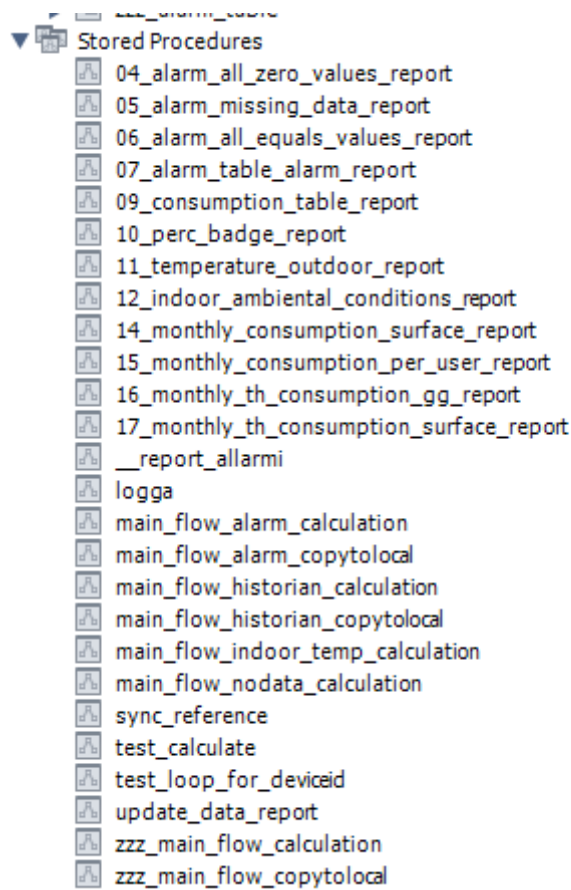 zzz_alarm_table
Stored Procedures
04_alarm_all_zero_values_report
05_alarm_missing_data_report
06_alarm_all_equals_values_report
07_alarm_table_alarm_report
09_consumption_table_report
10_perc_badge_report
11_temperature_outdoor_report
12_indoor_ambiental_conditions_report
14_monthly_consumption_surface_report
15_monthly_consumption_per_user_report
16_monthly_th_consumption_gg_report
17_monthly_th_consumption_surface_report
__report_allarmi
logga
main_flow_alarm_calculation
main_flow_alarm_copytolocal
main_flow_historian_calculation
main_flow_historian_copytolocal
main_flow_indoor_temp_calculation
main_flow_nodata_calculation
sync_reference
test_calculate
test_loop_for_deviceid
update_data_report
zzz_main_flow_calculation
zzz_main_flow_copytolocal